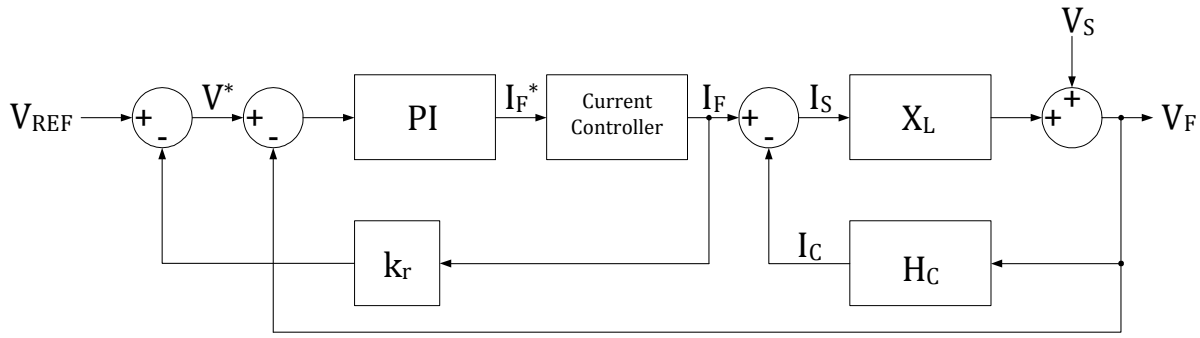 V_S
V_REF
+
-
V*
+
-
PI
I_F*
Current
Controller
I_F
+
-
I_S
X_L
+
+
V_F
k_r
I_C
H_C